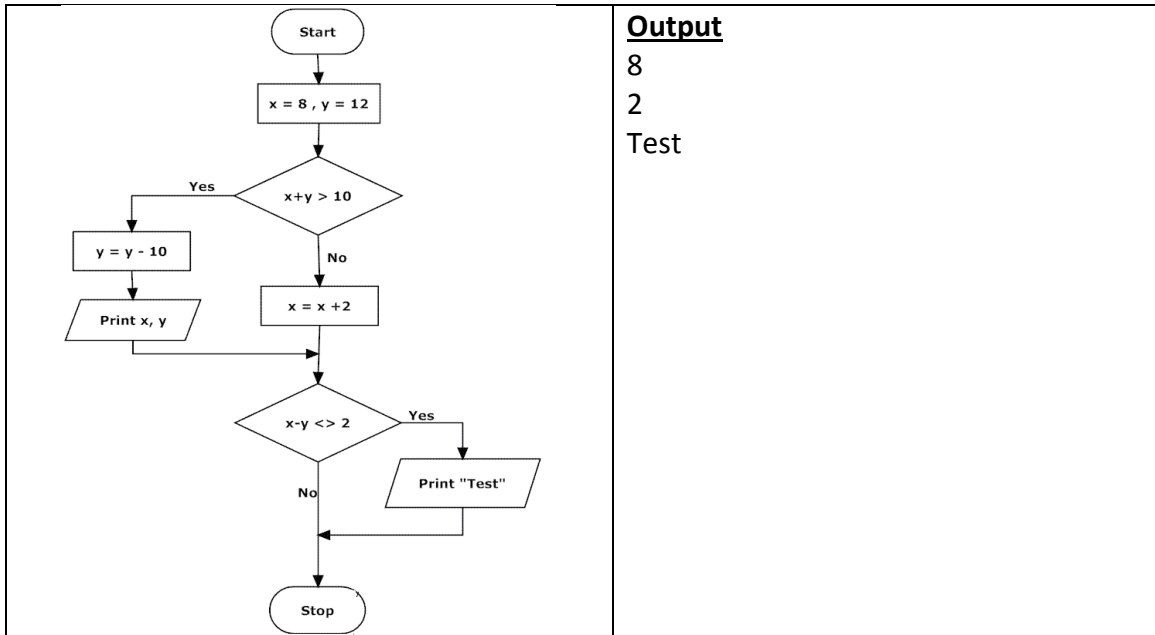 Start
x = 8 , y = 12
x+y > 10
Yes
y = y - 10
Print x, y
No
x = x +2
x-y <> 2
Yes
Print "Test"
No
Stop
Output
8
2
Test